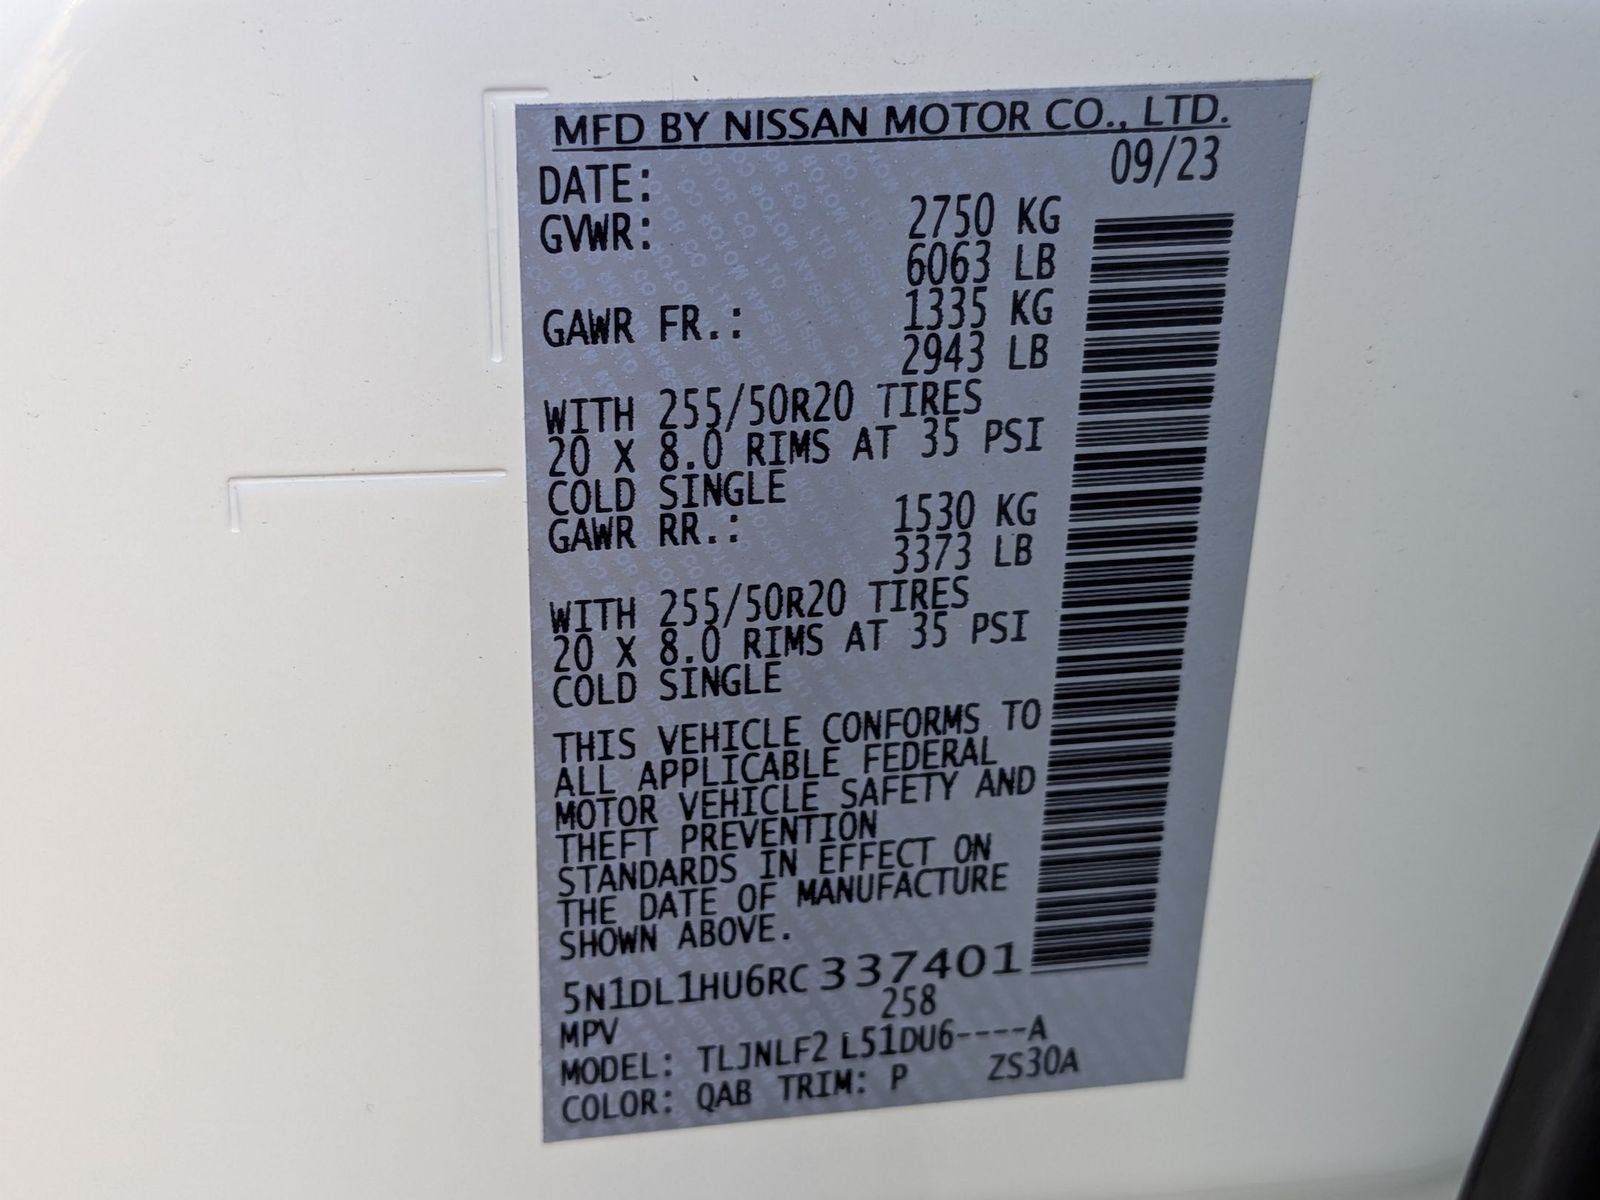 MFD BY NISSAN MOTOR CO., LTD.
DATE: 09/23
GVWR: 2750 KG
6063 LB
GAWR FR.: 1335 KG
2943 LB
WITH 255/50R20 TIRES
20 X 8.0 RIMS AT 35 PSI
COLD SINGLE
GAWR RR.: 1530 KG
3373 LB
WITH 255/50R20 TIRES
20 X 8.0 RIMS AT 35 PSI
COLD SINGLE
THIS VEHICLE CONFORMS TO
ALL APPLICABLE FEDERAL
MOTOR VEHICLE SAFETY AND
THEFT PREVENTION
STANDARDS IN EFFECT ON
THE DATE OF MANUFACTURE
SHOWN ABOVE.
5N1DL1HU6RC337401
MPV 258
MODEL: TLJNLF2 L51DU6----A
COLOR: QAB TRIM: P ZS30A